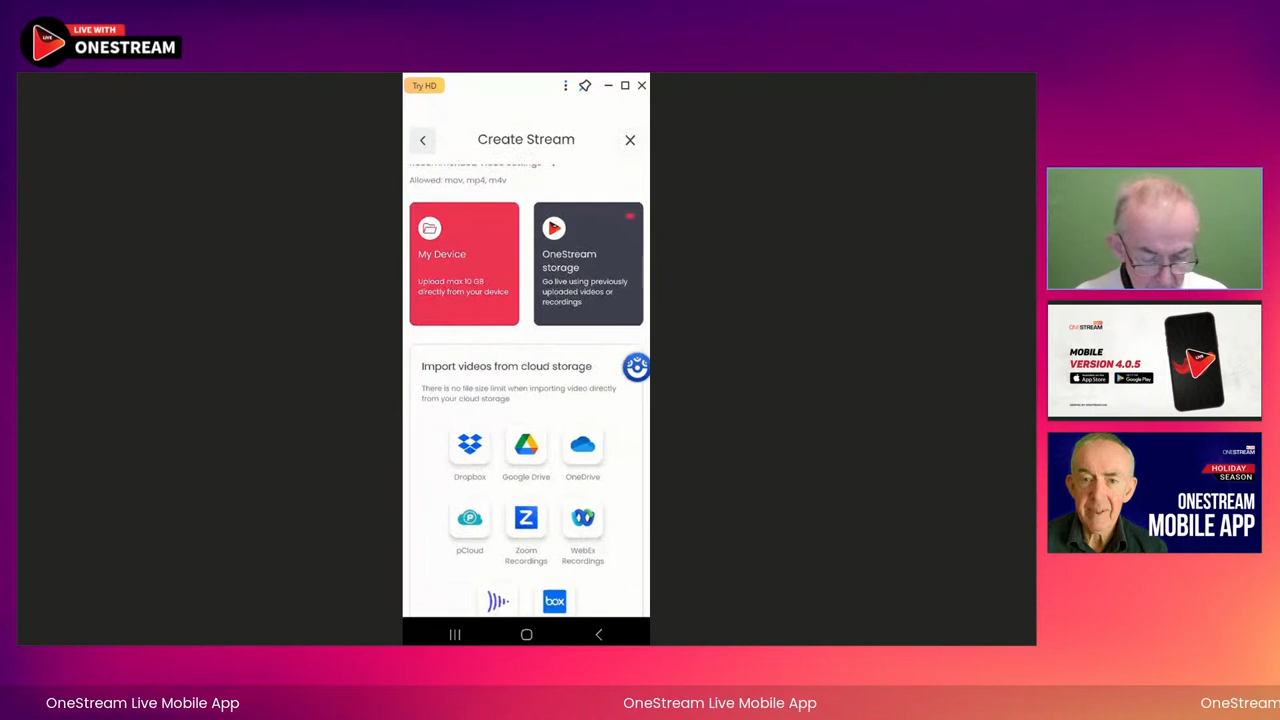 LIVE WITH
LIVE
ONESTREAM
Try HD
Create Stream
Allowed: mov, mp4, m4v
My Device
Upload max 10 GB
directly from your device
OneStream
storage
Go live using previously
uploaded videos or
recordings
Import videos from cloud storage
There is no file size limit when importing video directly
from your cloud storage
Dropbox
Google Drive
OneDrive
pCloud
Zoom
Recordings
WebEx
Recordings
box
ONESTREAM
MOBILE
VERSION 4.0.5
App Store
Google Play
LIVE
ONESTREAM
HOLIDAY
SEASON
ONESTREAM
MOBILE APP
OneStream Live Mobile App
OneStream Live Mobile App
OneStream